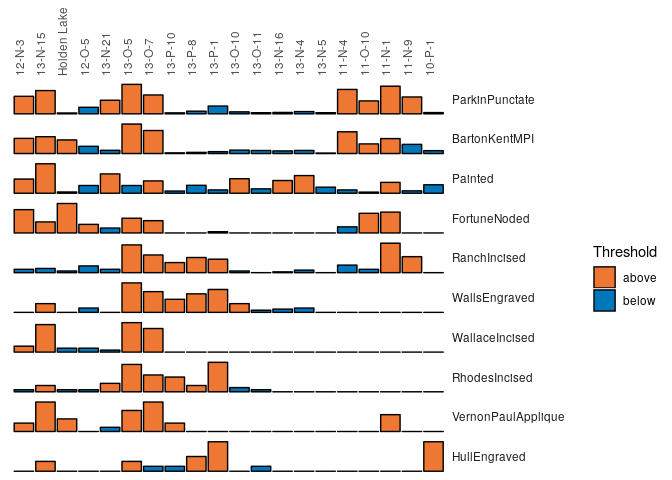 12-N-3
13-N-15
Holden Lake
12-O-5
13-N-21
13-O-5
13-O-7
13-P-10
13-P-8
13-P-1
13-O-10
13-O-11
13-N-16
13-N-4
13-N-5
11-N-4
11-O-10
11-N-1
11-N-9
10-P-1
ParkinPunctate
BartonKentMPI
Painted
FortuneNoded
RanchIncised
WallsEngraved
WallaceIncised
RhodesIncised
VernonPaulApplique
HullEngraved
Threshold
above
below